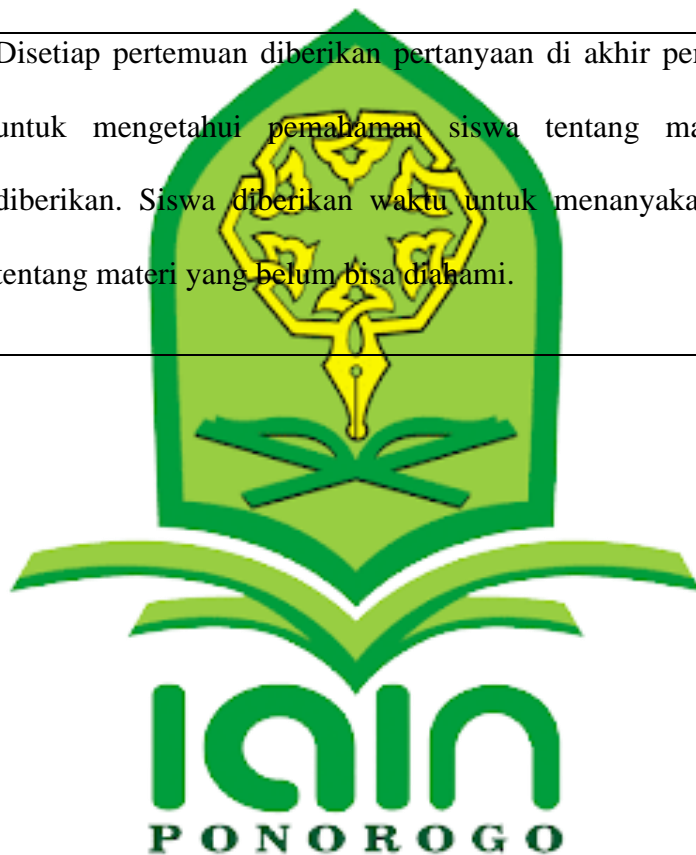 Disetiap pertemuan diberikan pertanyaan di akhir per
untuk mengetahui pemahaman siswa tentang ma
diberikan. Siswa diberikan waktu untuk menanyaka
tentang materi yang belum bisa diahami.
IAIN
PONOROGO